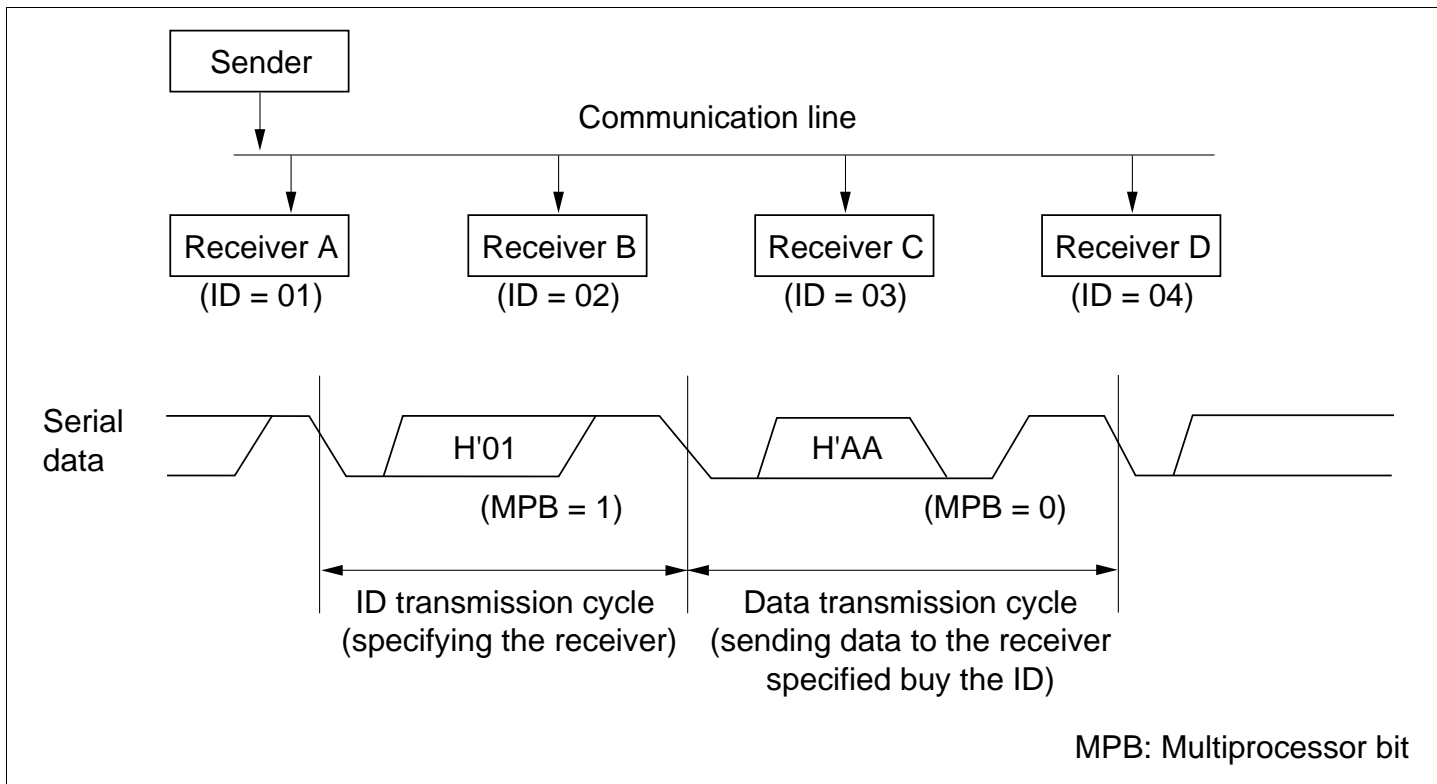 Sender
Communication line
Receiver A
Receiver B
Receiver C
Receiver D
(ID = 01)
(ID = 02)
(ID = 03)
(ID = 04)
Serial
data
H'01
H'AA
(MPB = 1)
(MPB = 0)
ID transmission cycle
(specifying the receiver)
Data transmission cycle
(sending data to the receiver
specified buy the ID)
MPB: Multiprocessor bit